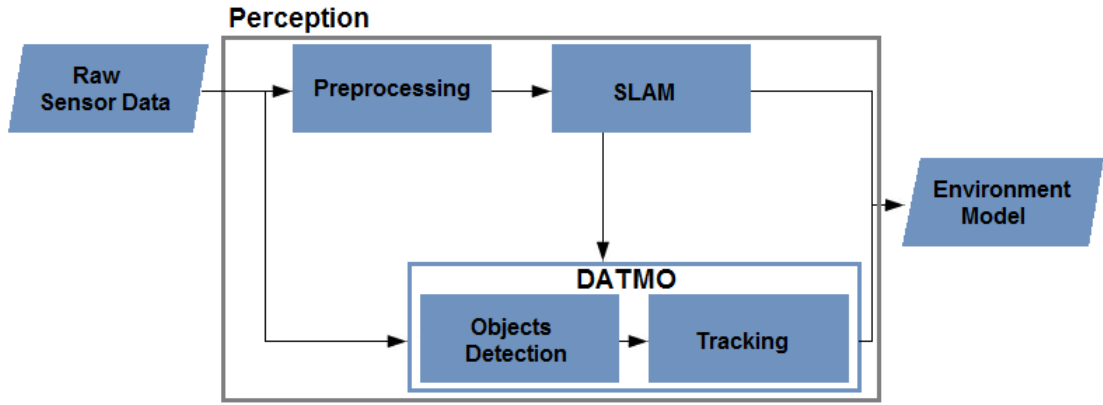 Perception
Raw
Sensor Data
Preprocessing
SLAM
Environment
Model
DATMO
Objects
Detection
Tracking